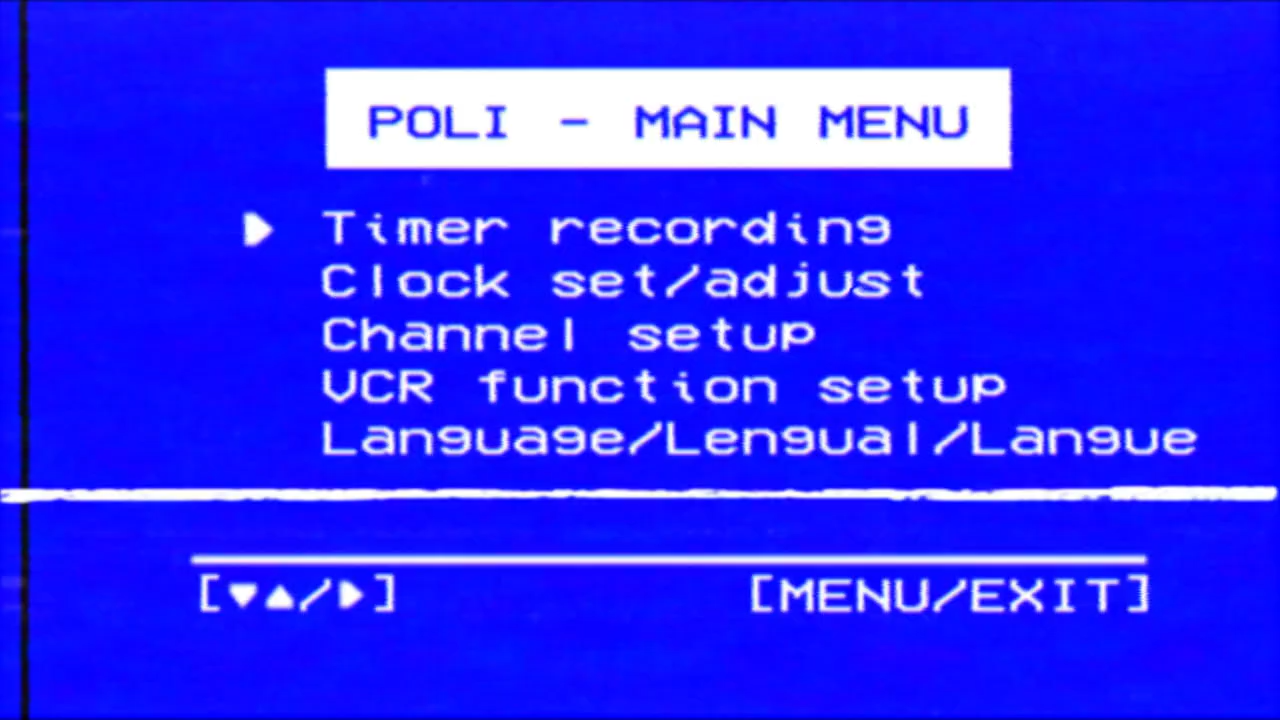 POLI - MAIN MENU
▶ Timer recording
Clock set/adjust
Channel setup
VCR function setup
Language/Lengual/Langue
[▼▲/▶] [MENU/EXIT]